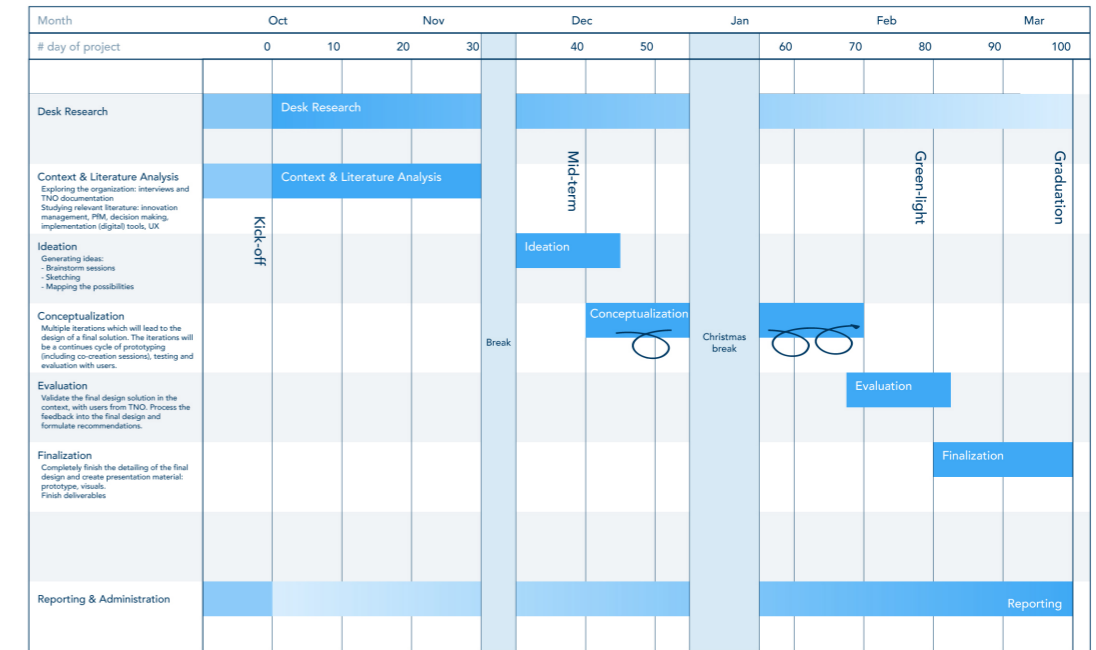 Month Oct Nov Dec Jan Feb Mar
# day of project 0 10 20 30 40 50 60 70 80 90 100
Desk Research
Desk Research
Context & Literature Analysis
Exploring the organization: interviews and
TNO documentation
Studying relevant literature: innovation
management, PfM, decision making,
implementation (digital) tools, UX
Context & Literature Analysis
Kick-off
Mid-term
Green-light
Graduation
Ideation
Generating ideas:
- Brainstorm sessions
- Sketching
- Mapping the possibilities
Ideation
Conceptualization
Multiple iterations which will lead to the
design of a final solution. The iterations will
be a continues cycle of prototyping
(including co-creation sessions), testing and
evaluation with users.
Conceptualization
Break
Christmas
break
Evaluation
Validate the final design solution in the
context, with users from TNO. Process the
feedback into the final design and
formulate recommendations.
Evaluation
Finalization
Completely finish the detailing of the final
design and create presentation material:
prototype, visuals.
Finish deliverables
Finalization
Reporting & Administration
Reporting